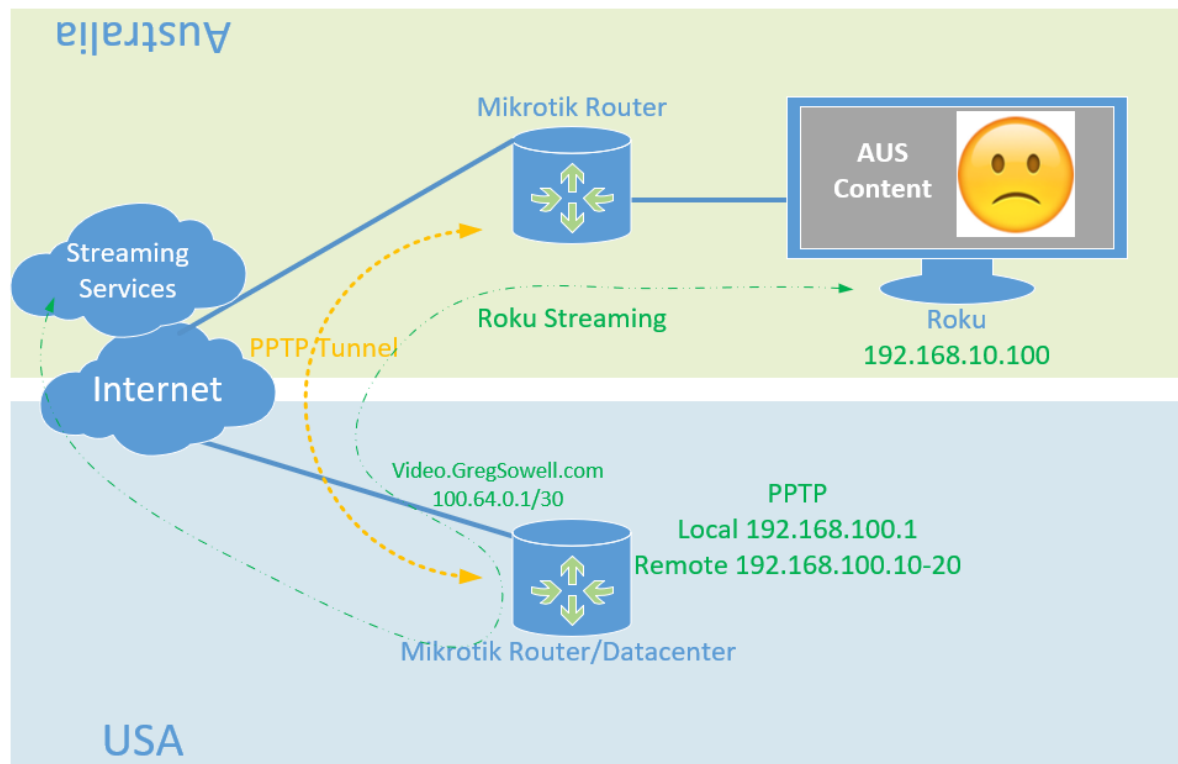 Australia
Mikrotik Router
AUS
Content
Streaming
Services
Roku Streaming
Roku
192.168.10.100
PPTP Tunnel
Internet
Video.GregSowell.com
100.64.0.1/30
PPTP
Local 192.168.100.1
Remote 192.168.100.10-20
Mikrotik Router/Datacenter
USA